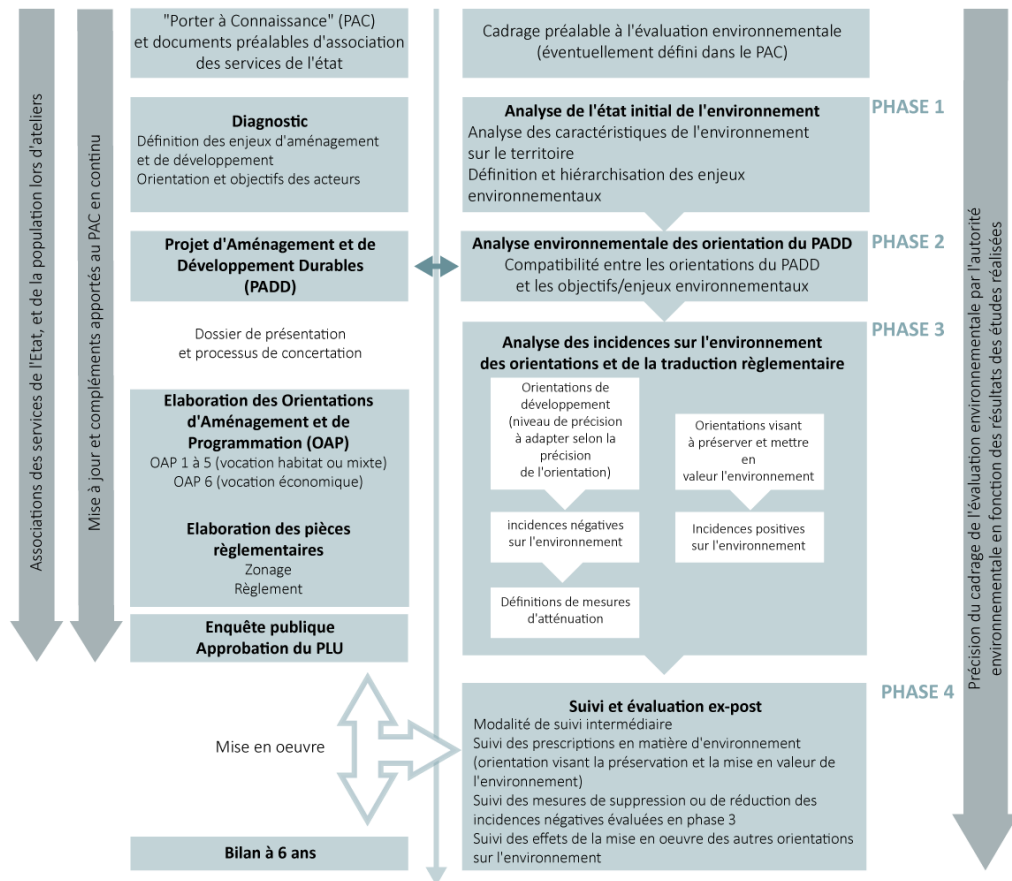 Associations des services de l'Etat, et de la population lors d'ateliers
Mise à jour et compléments apportés au PAC en continu
"Porter à Connaissance" (PAC)
et documents préalables d'association
des services de l'état
Diagnostic
Définition des enjeux d'aménagement
et de développement
Orientation et objectifs des acteurs
Projet d'Aménagement et de
Développement Durables
(PADD)
Dossier de présentation
et processus de concertation
Elaboration des Orientations
d'Aménagement et de
Programmation (OAP)
OAP 1 à 5 (vocation habitat ou mixte)
OAP 6 (vocation économique)
Elaboration des pièces
règlementaires
Zonage
Règlement
Enquête publique
Approbation du PLU
Mise en oeuvre
Bilan à 6 ans
Cadrage préalable à l'évaluation environnementale
(éventuellement défini dans le PAC)
PHASE 1
Analyse de l'état initial de l'environnement
Analyse des caractéristiques de l'environnement
sur le territoire
Définition et hiérarchisation des enjeux
environnementaux
PHASE 2
Analyse environnementale des orientation du PADD
Compatibilité entre les orientations du PADD
et les objectifs/enjeux environnementaux
PHASE 3
Analyse des incidences sur l'environnement
des orientations et de la traduction règlementaire
Orientations de
développement
(niveau de précision
à adapter selon la
précision
de l'orientation)
incidences négatives
sur l'environnement
Définitions de mesures
d'atténuation
Orientations visant
à préserver et mettre
en
valeur l'environnement
Incidences positives
sur l'environnement
PHASE 4
Suivi et évaluation ex-post
Modalité de suivi intermédiaire
Suivi des prescriptions en matière d'environnement
(orientation visant la préservation et la mise en valeur de
l'environnement)
Suivi des mesures de suppression ou de réduction des
incidences négatives évaluées en phase 3
Suivi des effets de la mise en oeuvre des autres orientations
sur l'environnement
Précision du cadrage de l'évaluation environnementale par l'autorité
environnementale en fonction des résultats des études réalisées